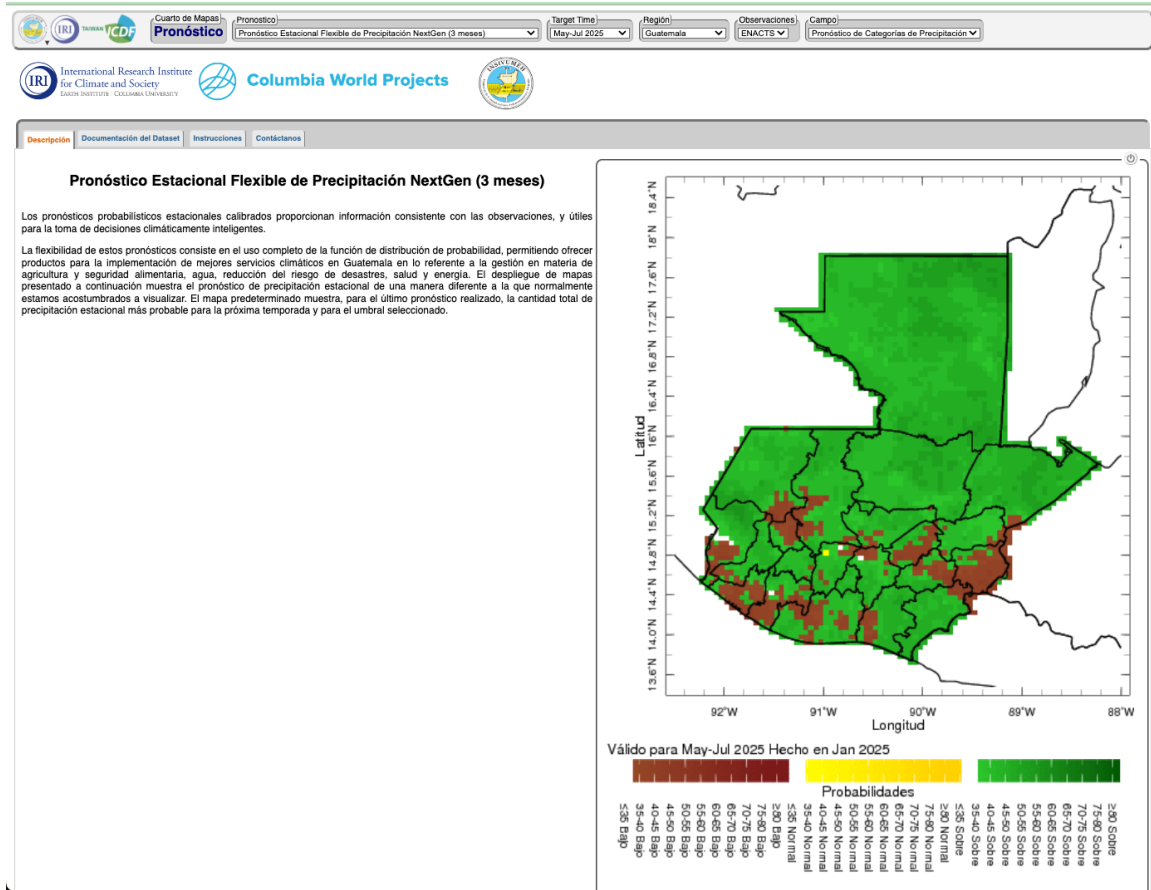 Cuarto de Mapas
Pronóstico
Pronostico
Pronóstico Estacional Flexible de Precipitación NextGen (3 meses)
Target Time
May-Jul 2025
Región
Guatemala
Observaciones
ENACTS
Campo
Pronóstico de Categorías de Precipitación
IRI
TAIWAN ICDF
IRI
International Research Institute
for Climate and Society
EARTH INSTITUTE | COLUMBIA UNIVERSITY
Columbia World Projects
INSIVUMEH
Descripción
Documentación del Dataset
Instrucciones
Contáctanos
Pronóstico Estacional Flexible de Precipitación NextGen (3 meses)
Los pronósticos probabilísticos estacionales calibrados proporcionan información consistente con las observaciones, y útiles
para la toma de decisiones climáticamente inteligentes.
La flexibilidad de estos pronósticos consiste en el uso completo de la función de distribución de probabilidad, permitiendo ofrecer
productos para la implementación de mejores servicios climáticos en Guatemala en lo referente a la gestión en materia de
agricultura y seguridad alimentaria, agua, reducción del riesgo de desastres, salud y energía. El despliegue de mapas
presentado a continuación muestra el pronóstico de precipitación estacional de una manera diferente a la que normalmente
estamos acostumbrados a visualizar. El mapa predeterminado muestra, para el último pronóstico realizado, la cantidad total de
precipitación estacional más probable para la próxima temporada y para el umbral seleccionado.
18.4°N
18°N
17.6°N
17.2°N
16.8°N
16.4°N
16°N
15.6°N
15.2°N
14.8°N
14.4°N
14.0°N
13.6°N
Latitud
92°W
91°W
90°W
89°W
88°W
Longitud
Válido para May-Jul 2025 Hecho en Jan 2025
Probabilidades
≤35 Bajo
35-40 Bajo
40-45 Bajo
45-50 Bajo
50-55 Bajo
55-60 Bajo
60-65 Bajo
65-70 Bajo
70-75 Bajo
75-80 Bajo
≥80 Bajo
≤35 Normal
35-40 Normal
40-45 Normal
45-50 Normal
50-55 Normal
55-60 Normal
60-65 Normal
65-70 Normal
70-75 Normal
75-80 Normal
≥80 Normal
≤35 Sobre
35-40 Sobre
40-45 Sobre
45-50 Sobre
50-55 Sobre
55-60 Sobre
60-65 Sobre
65-70 Sobre
70-75 Sobre
75-80 Sobre
≥80 Sobre